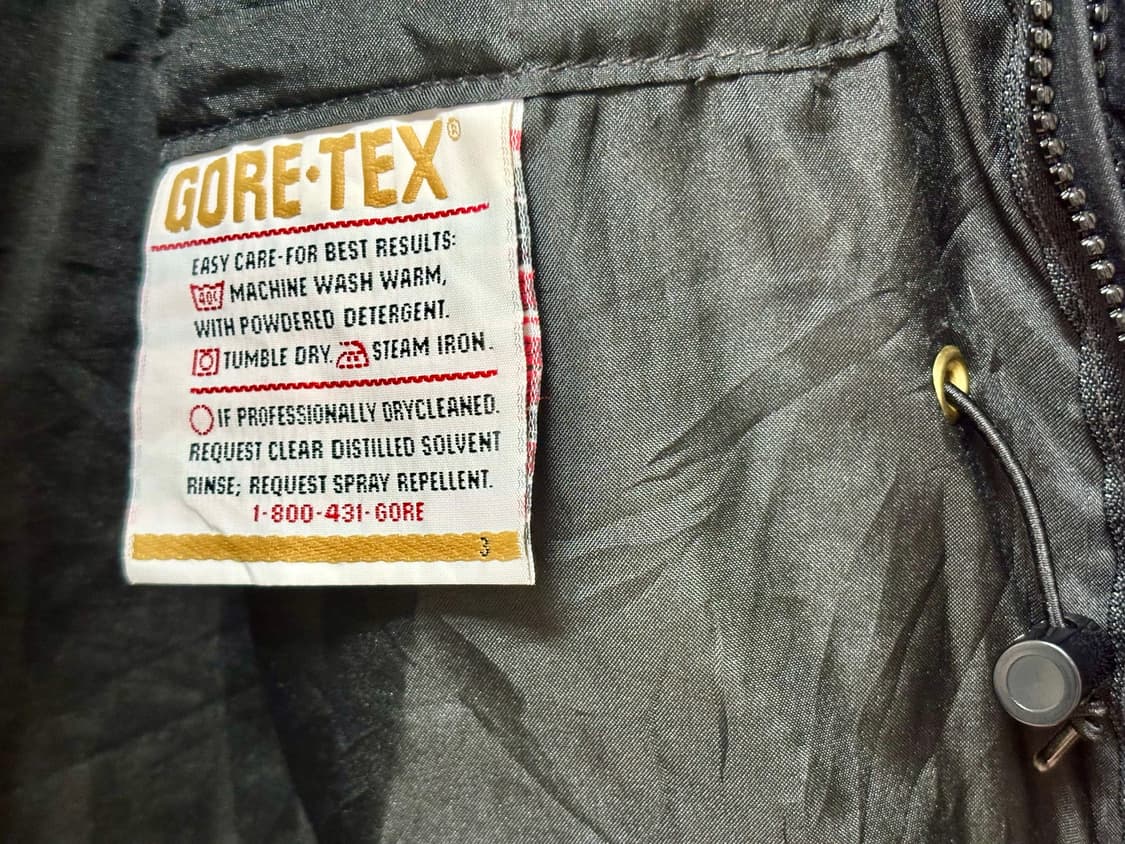 GORE·TEX®
EASY CARE-FOR BEST RESULTS:
40C MACHINE WASH WARM,
WITH POWDERED DETERGENT.
TUMBLE DRY. STEAM IRON.
IF PROFESSIONALLY DRYCLEANED.
REQUEST CLEAR DISTILLED SOLVENT
RINSE; REQUEST SPRAY REPELLENT.
1-800-431-GORE
3